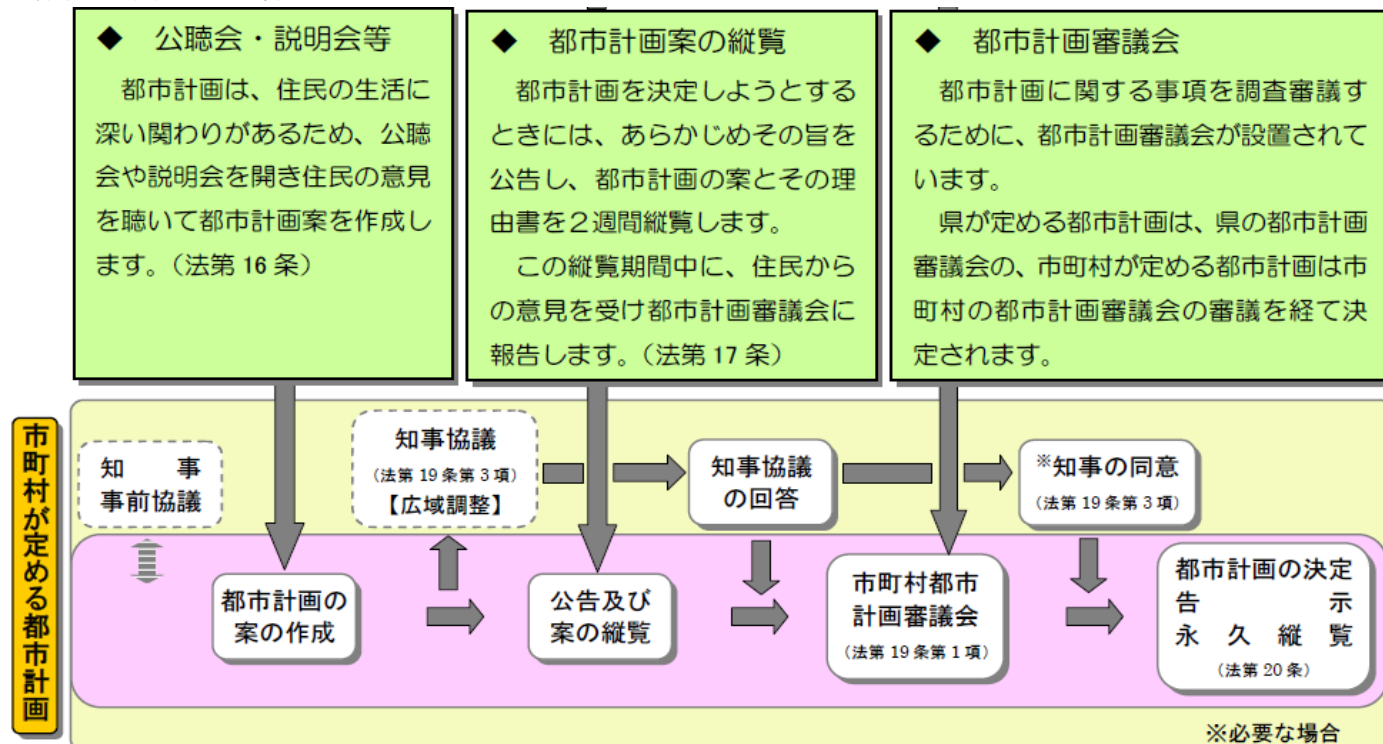 ◆ 公聴会・説明会等
都市計画は、住民の生活に
深い関わりがあるため、公聴
会や説明会を開き住民の意見
を聴いて都市計画案を作成し
ます。（法第 16 条）
◆ 都市計画案の縦覧
都市計画を決定しようとする
ときには、あらかじめその旨を
公告し、都市計画の案とその理
由書を２週間縦覧します。
この縦覧期間中に、住民から
の意見を受け都市計画審議会に
報告します。（法第 17 条）
◆ 都市計画審議会
都市計画に関する事項を調査審議す
るために、都市計画審議会が設置されて
います。
県が定める都市計画は、県の都市計画
審議会の、市町村が定める都市計画は市
町村の都市計画審議会の審議を経て決
定されます。
市町村が定める都市計画
知 事
事前協議
知事協議
（法第 19 条第 3 項）
【広域調整】
知事協議
の回答
※知事の同意
（法第 19 条第 3 項）
都市計画の
案の作成
公告及び
案の縦覧
市町村都市
計画審議会
（法第 19 条第 1 項）
都市計画の決定
告 示
永 久 縦 覧
（法第 20 条）
※必要な場合